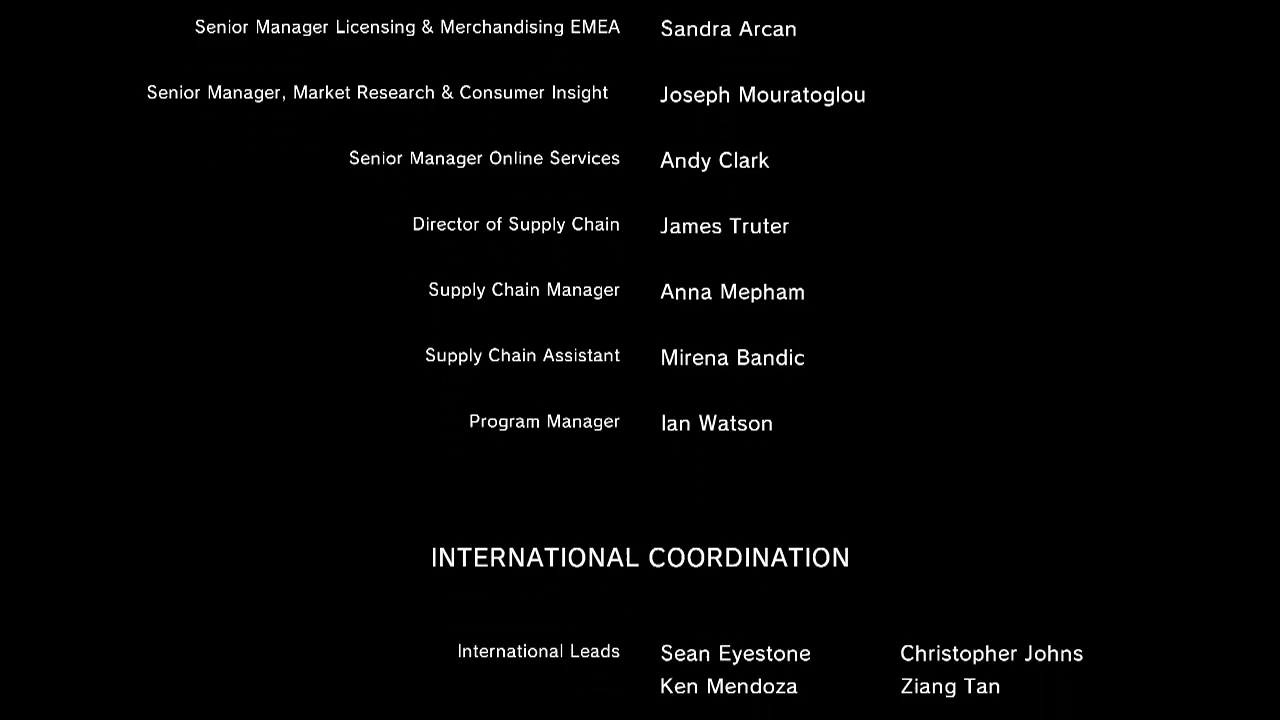 Senior Manager Licensing & Merchandising EMEA Sandra Arcan
Senior Manager, Market Research & Consumer Insight Joseph Mouratoglou
Senior Manager Online Services Andy Clark
Director of Supply Chain James Truter
Supply Chain Manager Anna Mepham
Supply Chain Assistant Mirena Bandic
Program Manager Ian Watson
INTERNATIONAL COORDINATION
International Leads Sean Eyestone Christopher Johns
Ken Mendoza Ziang Tan